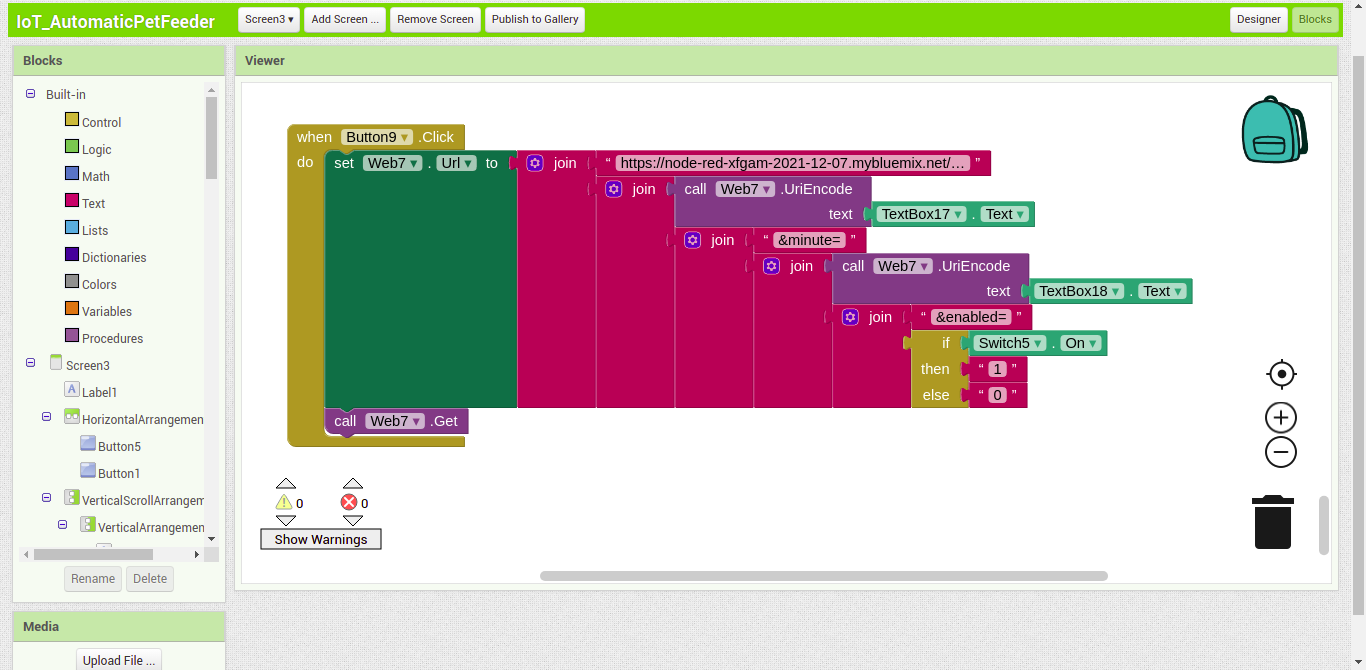 IoT_AutomaticPetFeeder Screen3 ▾ Add Screen ... Remove Screen Publish to Gallery Designer Blocks
Blocks
Viewer
Built-in
Control
Logic
Math
Text
Lists
Dictionaries
Colors
Variables
Procedures
Screen3
A Label1
HorizontalArrangemen
Button5
Button1
VerticalScrollArrangem
VerticalArrangemen
Rename Delete
Media
Upload File ...
when Button9 ▾ .Click
do set Web7 ▾ . Url ▾ to join “ https://node-red-xfgam-2021-12-07.mybluemix.net/… ”
join call Web7 ▾ .UriEncode
text TextBox17 ▾ . Text ▾
join “ &minute= ”
join call Web7 ▾ .UriEncode
text TextBox18 ▾ . Text ▾
join “ &enabled= ”
if Switch5 ▾ . On ▾
then “ 1 ”
else “ 0 ”
call Web7 ▾ .Get
0 0
Show Warnings